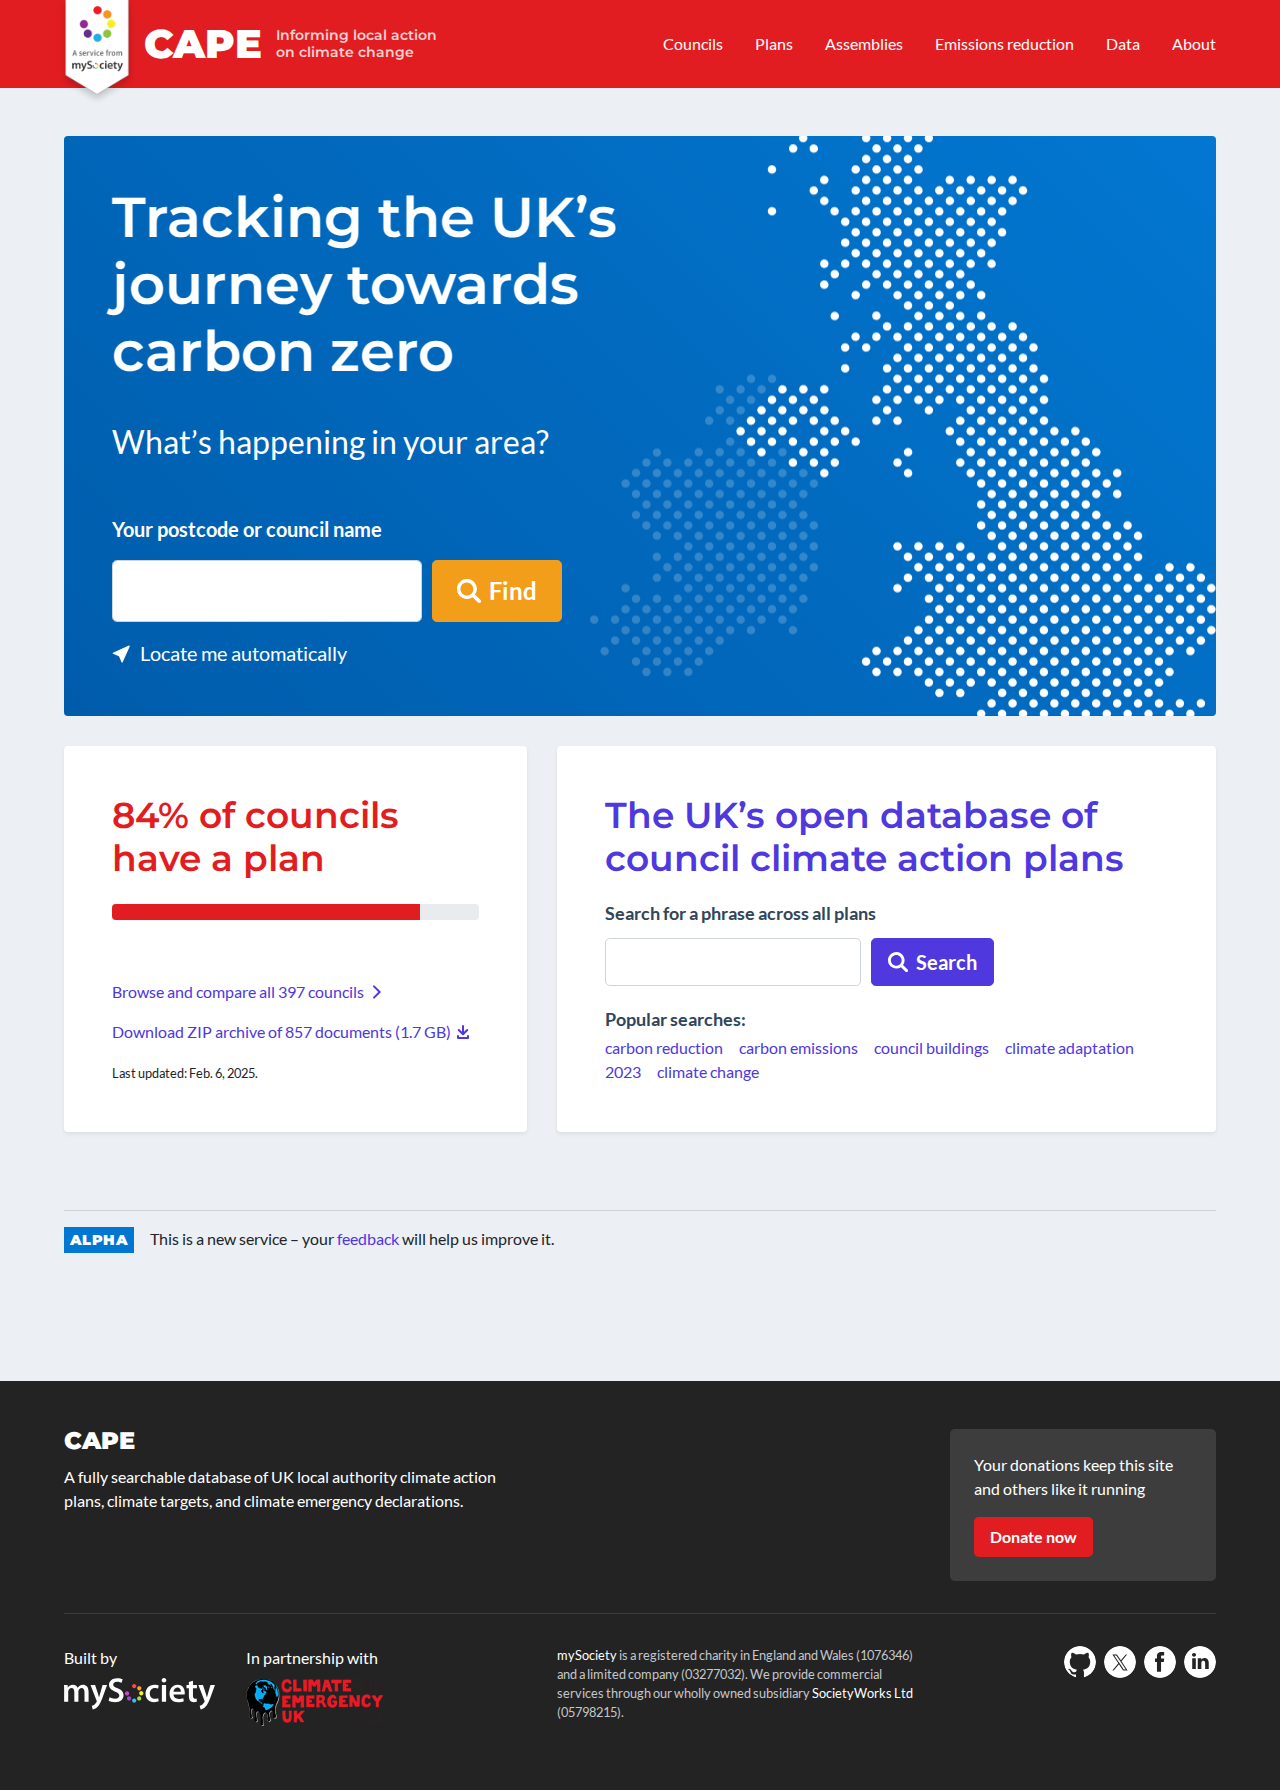 A service from
mySociety
CAPE
Informing local action
on climate change
Councils
Plans
Assemblies
Emissions reduction
Data
About
Tracking the UK’s
journey towards
carbon zero
What’s happening in your area?
Your postcode or council name
Find
Locate me automatically
84% of councils
have a plan
Browse and compare all 397 councils
Download ZIP archive of 857 documents (1.7 GB)
Last updated: Feb. 6, 2025.
The UK’s open database of
council climate action plans
Search for a phrase across all plans
Search
Popular searches:
carbon reduction carbon emissions council buildings climate adaptation
2023 climate change
ALPHA This is a new service – your feedback will help us improve it.
CAPE
A fully searchable database of UK local authority climate action
plans, climate targets, and climate emergency declarations.
Your donations keep this site
and others like it running
Donate now
Built by
mySociety
In partnership with
CLIMATE
EMERGENCY
UK
mySociety is a registered charity in England and Wales (1076346)
and a limited company (03277032). We provide commercial
services through our wholly owned subsidiary SocietyWorks Ltd
(05798215).